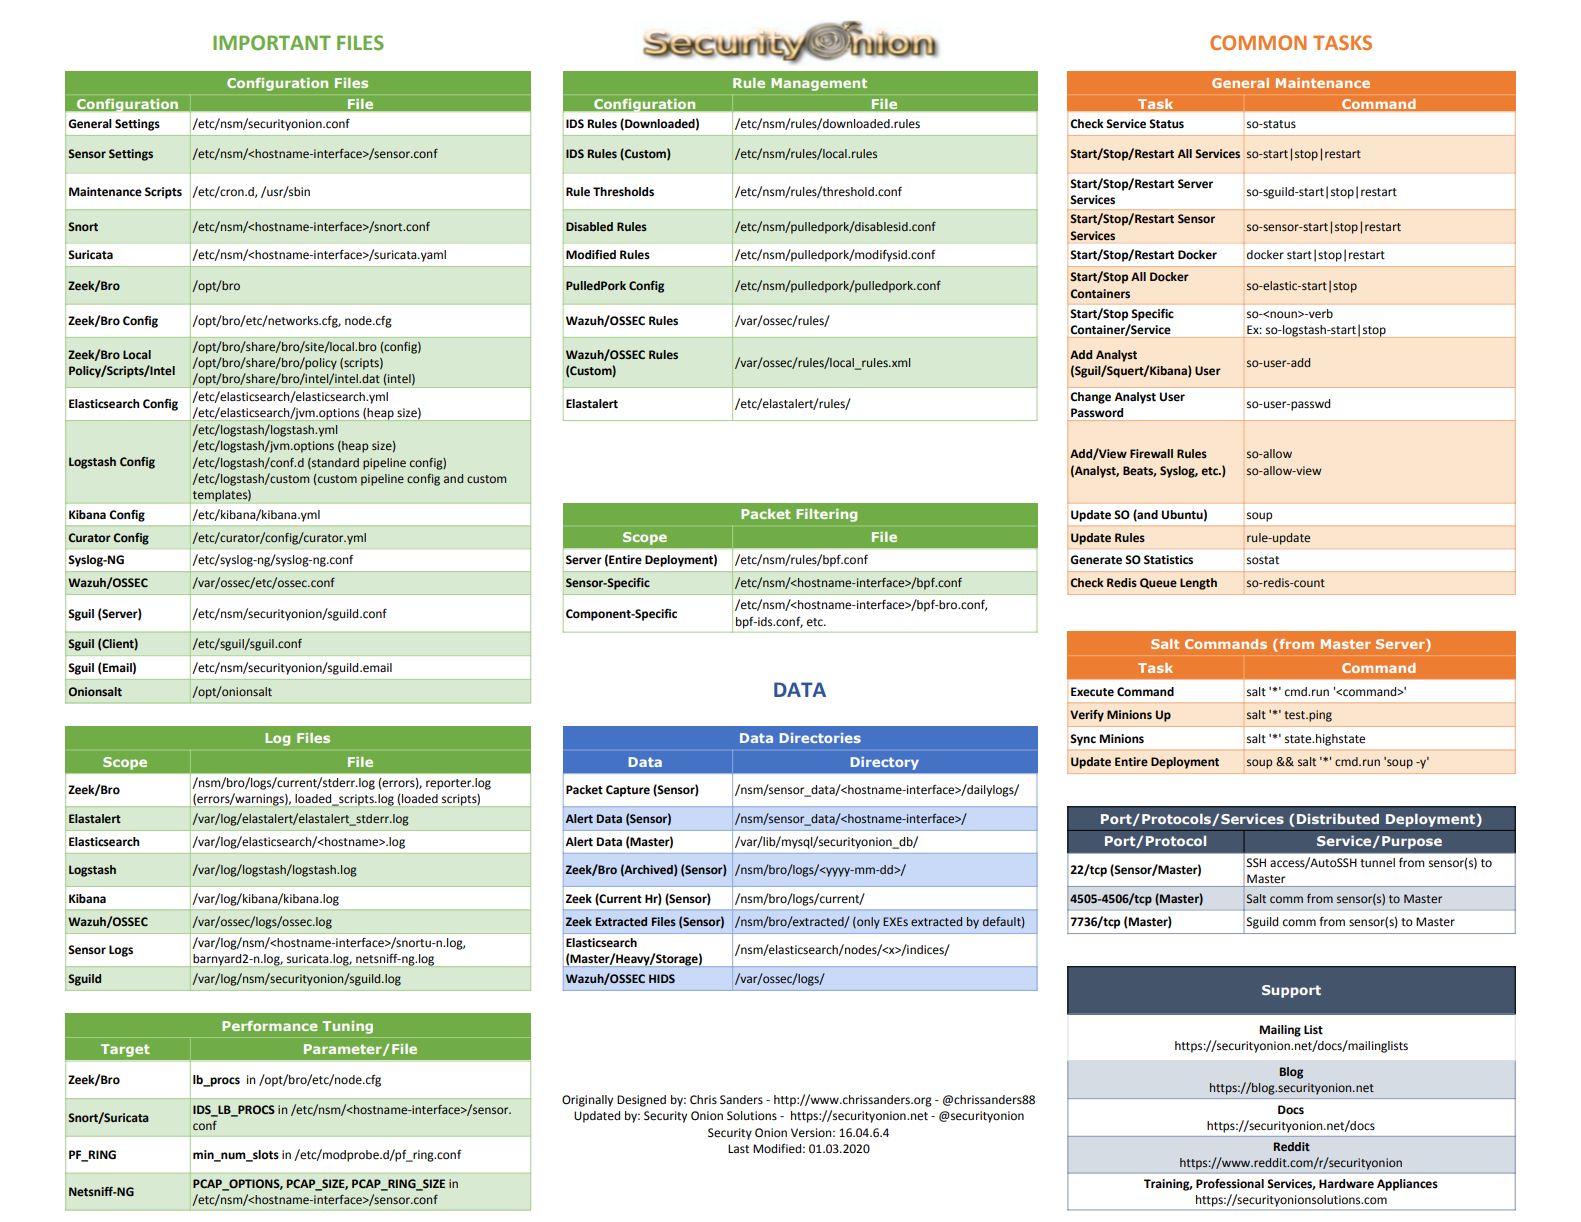 IMPORTANT FILES
Configuration Files
Configuration File
General Settings /etc/nsm/securityonion.conf
Sensor Settings /etc/nsm/<hostname-interface>/sensor.conf
Maintenance Scripts /etc/cron.d, /usr/sbin
Snort /etc/nsm/<hostname-interface>/snort.conf
Suricata /etc/nsm/<hostname-interface>/suricata.yaml
Zeek/Bro /opt/bro
Zeek/Bro Config /opt/bro/etc/networks.cfg, node.cfg
Zeek/Bro Local
Policy/Scripts/Intel
/opt/bro/share/bro/site/local.bro (config)
/opt/bro/share/bro/policy (scripts)
/opt/bro/share/bro/intel/intel.dat (intel)
Elasticsearch Config
/etc/elasticsearch/elasticsearch.yml
/etc/elasticsearch/jvm.options (heap size)
Logstash Config
/etc/logstash/logstash.yml
/etc/logstash/jvm.options (heap size)
/etc/logstash/conf.d (standard pipeline config)
/etc/logstash/custom (custom pipeline config and custom
templates)
Kibana Config /etc/kibana/kibana.yml
Curator Config /etc/curator/config/curator.yml
Syslog-NG /etc/syslog-ng/syslog-ng.conf
Wazuh/OSSEC /var/ossec/etc/ossec.conf
Sguil (Server) /etc/nsm/securityonion/sguild.conf
Sguil (Client) /etc/sguil/sguil.conf
Sguil (Email) /etc/nsm/securityonion/sguild.email
Onionsalt /opt/onionsalt
Log Files
Scope File
Zeek/Bro
/nsm/bro/logs/current/stderr.log (errors), reporter.log
(errors/warnings), loaded_scripts.log (loaded scripts)
Elastalert /var/log/elastalert/elastalert_stderr.log
Elasticsearch /var/log/elasticsearch/<hostname>.log
Logstash /var/log/logstash/logstash.log
Kibana /var/log/kibana/kibana.log
Wazuh/OSSEC /var/ossec/logs/ossec.log
Sensor Logs
/var/log/nsm/<hostname-interface>/snortu-n.log,
barnyard2-n.log, suricata.log, netsniff-ng.log
Sguild /var/log/nsm/securityonion/sguild.log
Performance Tuning
Target Parameter/File
Zeek/Bro lb_procs in /opt/bro/etc/node.cfg
Snort/Suricata
IDS_LB_PROCS in /etc/nsm/<hostname-interface>/sensor.
conf
PF_RING min_num_slots in /etc/modprobe.d/pf_ring.conf
Netsniff-NG
PCAP_OPTIONS, PCAP_SIZE, PCAP_RING_SIZE in
/etc/nsm/<hostname-interface>/sensor.conf
SecurityOnion
Rule Management
Configuration File
IDS Rules (Downloaded) /etc/nsm/rules/downloaded.rules
IDS Rules (Custom) /etc/nsm/rules/local.rules
Rule Thresholds /etc/nsm/rules/threshold.conf
Disabled Rules /etc/nsm/pulledpork/disablesid.conf
Modified Rules /etc/nsm/pulledpork/modifysid.conf
PulledPork Config /etc/nsm/pulledpork/pulledpork.conf
Wazuh/OSSEC Rules /var/ossec/rules/
Wazuh/OSSEC Rules
(Custom)
/var/ossec/rules/local_rules.xml
Elastalert /etc/elastalert/rules/
Packet Filtering
Scope File
Server (Entire Deployment) /etc/nsm/rules/bpf.conf
Sensor-Specific /etc/nsm/<hostname-interface>/bpf.conf
Component-Specific
/etc/nsm/<hostname-interface>/bpf-bro.conf,
bpf-ids.conf, etc.
DATA
Data Directories
Data Directory
Packet Capture (Sensor) /nsm/sensor_data/<hostname-interface>/dailylogs/
Alert Data (Sensor) /nsm/sensor_data/<hostname-interface>/
Alert Data (Master) /var/lib/mysql/securityonion_db/
Zeek/Bro (Archived) (Sensor) /nsm/bro/logs/<yyyy-mm-dd>/
Zeek (Current Hr) (Sensor) /nsm/bro/logs/current/
Zeek Extracted Files (Sensor) /nsm/bro/extracted/ (only EXEs extracted by default)
Elasticsearch
(Master/Heavy/Storage)
/nsm/elasticsearch/nodes/<x>/indices/
Wazuh/OSSEC HIDS /var/ossec/logs/
Originally Designed by: Chris Sanders - http://www.chrissanders.org - @chrissanders88
Updated by: Security Onion Solutions - https://securityonion.net - @securityonion
Security Onion Version: 16.04.6.4
Last Modified: 01.03.2020
COMMON TASKS
General Maintenance
Task Command
Check Service Status so-status
Start/Stop/Restart All Services so-start|stop|restart
Start/Stop/Restart Server
Services
so-sguild-start|stop|restart
Start/Stop/Restart Sensor
Services
so-sensor-start|stop|restart
Start/Stop/Restart Docker docker start|stop|restart
Start/Stop All Docker
Containers
so-elastic-start|stop
Start/Stop Specific
Container/Service
so-<noun>-verb
Ex: so-logstash-start|stop
Add Analyst
(Sguil/Squert/Kibana) User
so-user-add
Change Analyst User
Password
so-user-passwd
Add/View Firewall Rules
(Analyst, Beats, Syslog, etc.)
so-allow
so-allow-view
Update SO (and Ubuntu) soup
Update Rules rule-update
Generate SO Statistics sostat
Check Redis Queue Length so-redis-count
Salt Commands (from Master Server)
Task Command
Execute Command salt '*' cmd.run '<command>'
Verify Minions Up salt '*' test.ping
Sync Minions salt '*' state.highstate
Update Entire Deployment soup && salt '*' cmd.run 'soup -y'
Port/Protocols/Services (Distributed Deployment)
Port/Protocol Service/Purpose
22/tcp (Sensor/Master)
SSH access/AutoSSH tunnel from sensor(s) to
Master
4505-4506/tcp (Master) Salt comm from sensor(s) to Master
7736/tcp (Master) Sguild comm from sensor(s) to Master
Support
Mailing List
https://securityonion.net/docs/mailinglists
Blog
https://blog.securityonion.net
Docs
https://securityonion.net/docs
Reddit
https://www.reddit.com/r/securityonion
Training, Professional Services, Hardware Appliances
https://securityonionsolutions.com